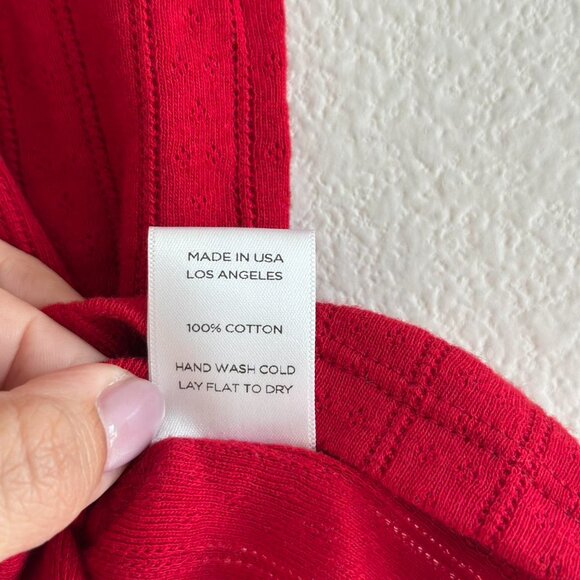 MADE IN USA
LOS ANGELES
100% COTTON
HAND WASH COLD
LAY FLAT TO DRY